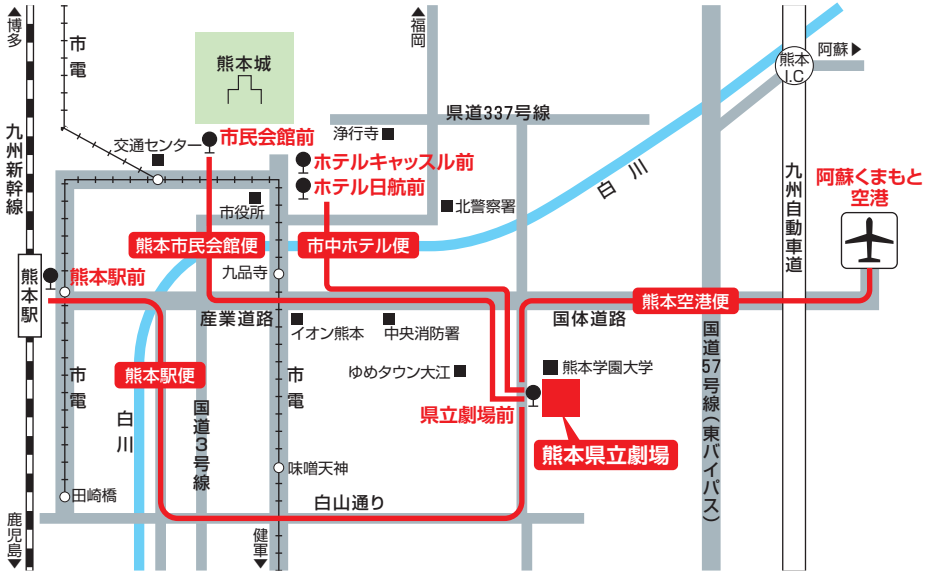 ▲博多
市電
熊本城
▲福岡
熊本I.C
阿蘇▶
県道337号線
交通センター
市民会館前
浄行寺
ホテルキャッスル前
ホテル日航前
九州新幹線
白川
九州自動車道
阿蘇くまもと
空港
市役所
北警察署
熊本市民会館便
市中ホテル便
九品寺
熊本駅
熊本駅前
熊本空港便
産業道路
イオン熊本
中央消防署
国体道路
国道57号線(東バイパス)
熊本駅便
市電
市電
ゆめタウン大江
熊本学園大学
白川
国道3号線
県立劇場前
熊本県立劇場
味噌天神
田崎橋
白山通り
鹿児島▼
健軍▼